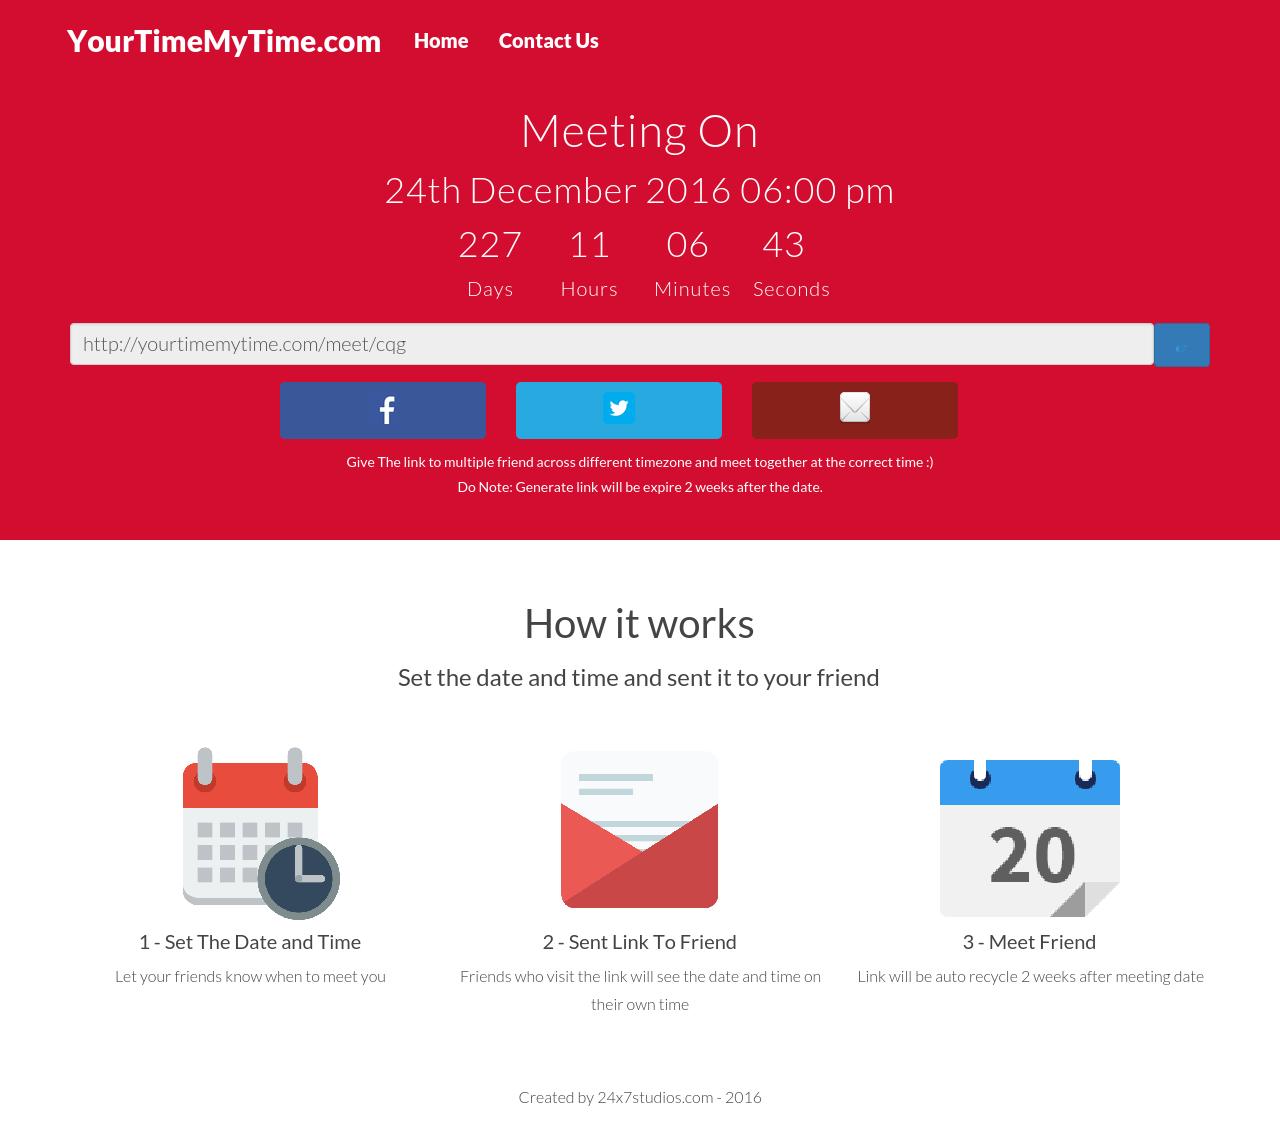 YourTimeMyTime.com Home Contact Us
Meeting On
24th December 2016 06:00 pm
227 11 06 43
Days Hours Minutes Seconds
http://yourtimemytime.com/meet/cqg
Give The link to multiple friend across different timezone and meet together at the correct time :)
Do Note: Generate link will be expire 2 weeks after the date.
How it works
Set the date and time and sent it to your friend
20
1 - Set The Date and Time
Let your friends know when to meet you
2 - Sent Link To Friend
Friends who visit the link will see the date and time on
their own time
3 - Meet Friend
Link will be auto recycle 2 weeks after meeting date
Created by 24x7studios.com - 2016